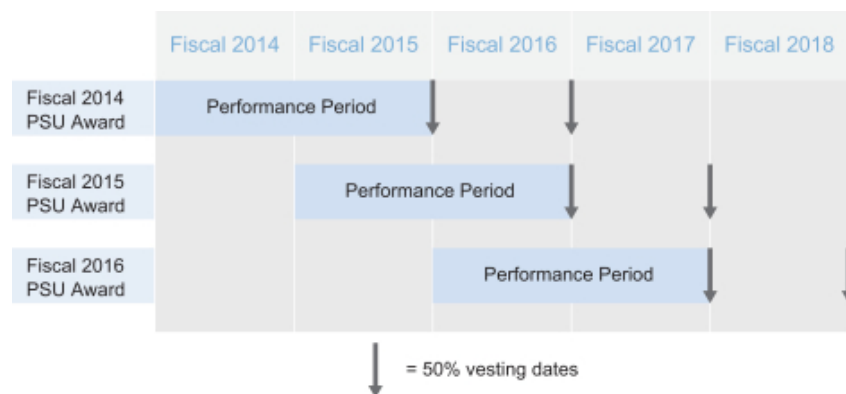 Fiscal 2014 Fiscal 2015 Fiscal 2016 Fiscal 2017 Fiscal 2018
Fiscal 2014
PSU Award
Performance Period
Fiscal 2015
PSU Award
Performance Period
Fiscal 2016
PSU Award
Performance Period
= 50% vesting dates